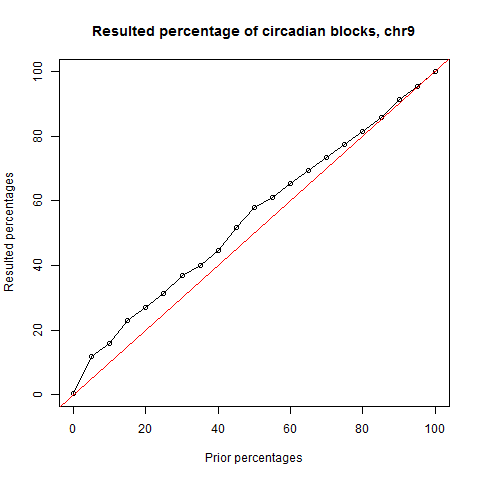 Resulted percentage of circadian blocks, chr9
Resulted percentages
100
80
60
40
20
0
0 20 40 60 80 100
Prior percentages